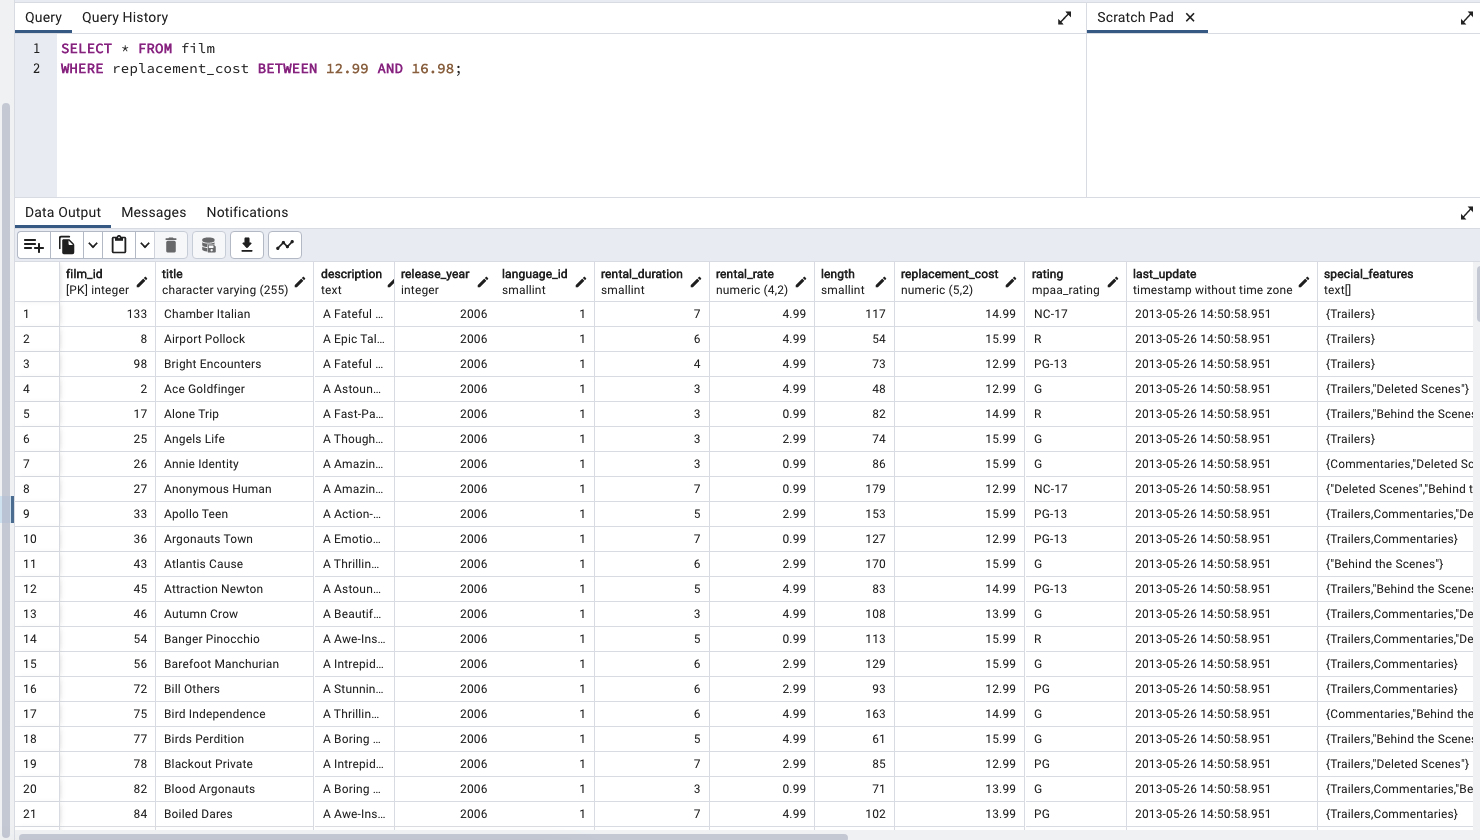 Query Query History Scratch Pad
1 SELECT * FROM film
2 WHERE replacement_cost BETWEEN 12.99 AND 16.98;
Data Output Messages Notifications
film_id title description release_year language_id rental_duration rental_rate length replacement_cost rating last_update special_features
[PK] integer character varying (255) text integer smallint smallint numeric (4,2) smallint numeric (5,2) mpaa_rating timestamp without time zone text[]
1 133 Chamber Italian A Fateful ... 2006 1 7 4.99 117 14.99 NC-17 2013-05-26 14:50:58.951 {Trailers}
2 8 Airport Pollock A Epic Tal... 2006 1 6 4.99 54 15.99 R 2013-05-26 14:50:58.951 {Trailers}
3 98 Bright Encounters A Fateful ... 2006 1 4 4.99 73 12.99 PG-13 2013-05-26 14:50:58.951 {Trailers}
4 2 Ace Goldfinger A Astoun... 2006 1 3 4.99 48 12.99 G 2013-05-26 14:50:58.951 {Trailers,"Deleted Scenes"}
5 17 Alone Trip A Fast-Pa... 2006 1 3 0.99 82 14.99 R 2013-05-26 14:50:58.951 {Trailers,"Behind the Scenes
6 25 Angels Life A Though... 2006 1 3 2.99 74 15.99 G 2013-05-26 14:50:58.951 {Trailers}
7 26 Annie Identity A Amazin... 2006 1 3 0.99 86 15.99 G 2013-05-26 14:50:58.951 {Commentaries,"Deleted Sc
8 27 Anonymous Human A Amazin... 2006 1 7 0.99 179 12.99 NC-17 2013-05-26 14:50:58.951 {"Deleted Scenes","Behind t
9 33 Apollo Teen A Action-... 2006 1 5 2.99 153 15.99 PG-13 2013-05-26 14:50:58.951 {Trailers,Commentaries,"De
10 36 Argonauts Town A Emotio... 2006 1 7 0.99 127 12.99 PG-13 2013-05-26 14:50:58.951 {Trailers,Commentaries}
11 43 Atlantis Cause A Thrillin... 2006 1 6 2.99 170 15.99 G 2013-05-26 14:50:58.951 {"Behind the Scenes"}
12 45 Attraction Newton A Astoun... 2006 1 5 4.99 83 14.99 PG-13 2013-05-26 14:50:58.951 {Trailers,"Behind the Scenes
13 46 Autumn Crow A Beautif... 2006 1 3 4.99 108 13.99 G 2013-05-26 14:50:58.951 {Trailers,Commentaries,"De
14 54 Banger Pinocchio A Awe-Ins... 2006 1 5 0.99 113 15.99 R 2013-05-26 14:50:58.951 {Trailers,Commentaries,"De
15 56 Barefoot Manchurian A Intrepid... 2006 1 6 2.99 129 15.99 G 2013-05-26 14:50:58.951 {Trailers,Commentaries}
16 72 Bill Others A Stunnin... 2006 1 6 2.99 93 12.99 PG 2013-05-26 14:50:58.951 {Trailers,Commentaries}
17 75 Bird Independence A Thrillin... 2006 1 6 4.99 163 14.99 G 2013-05-26 14:50:58.951 {Commentaries,"Behind the
18 77 Birds Perdition A Boring ... 2006 1 5 4.99 61 15.99 G 2013-05-26 14:50:58.951 {Trailers,"Behind the Scenes
19 78 Blackout Private A Intrepid... 2006 1 7 2.99 85 12.99 PG 2013-05-26 14:50:58.951 {Trailers,"Deleted Scenes"}
20 82 Blood Argonauts A Boring ... 2006 1 3 0.99 71 13.99 G 2013-05-26 14:50:58.951 {Trailers,Commentaries,"Be
21 84 Boiled Dares A Awe-Ins... 2006 1 7 4.99 102 13.99 PG 2013-05-26 14:50:58.951 {Trailers,Commentaries}